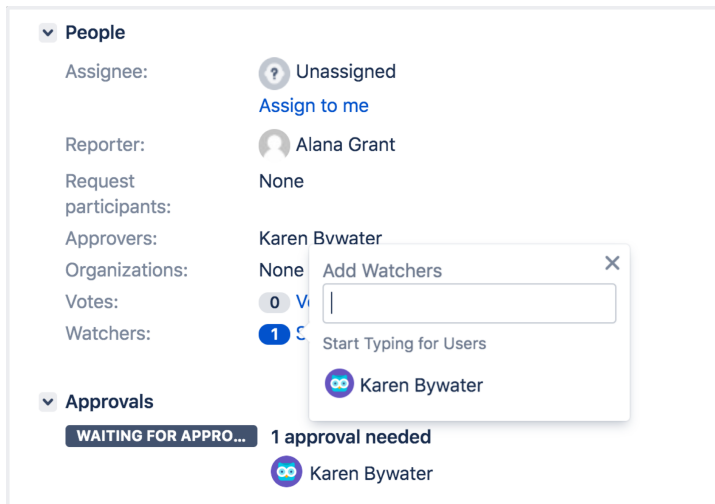 People
Assignee: Unassigned
Assign to me
Reporter: Alana Grant
Request
participants: None
Approvers: Karen Bywater
Organizations: None
Votes: 0
Watchers: 1
Add Watchers
Start Typing for Users
Karen Bywater
Approvals
WAITING FOR APPRO... 1 approval needed
Karen Bywater